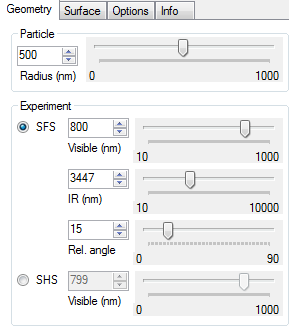 Geometry Surface Options Info
Particle
500
Radius (nm) 0 1000
Experiment
SFS 800
Visible (nm) 10 1000
3447
IR (nm) 10 10000
15
Rel. angle 0 90
SHS 799
Visible (nm) 0 1000